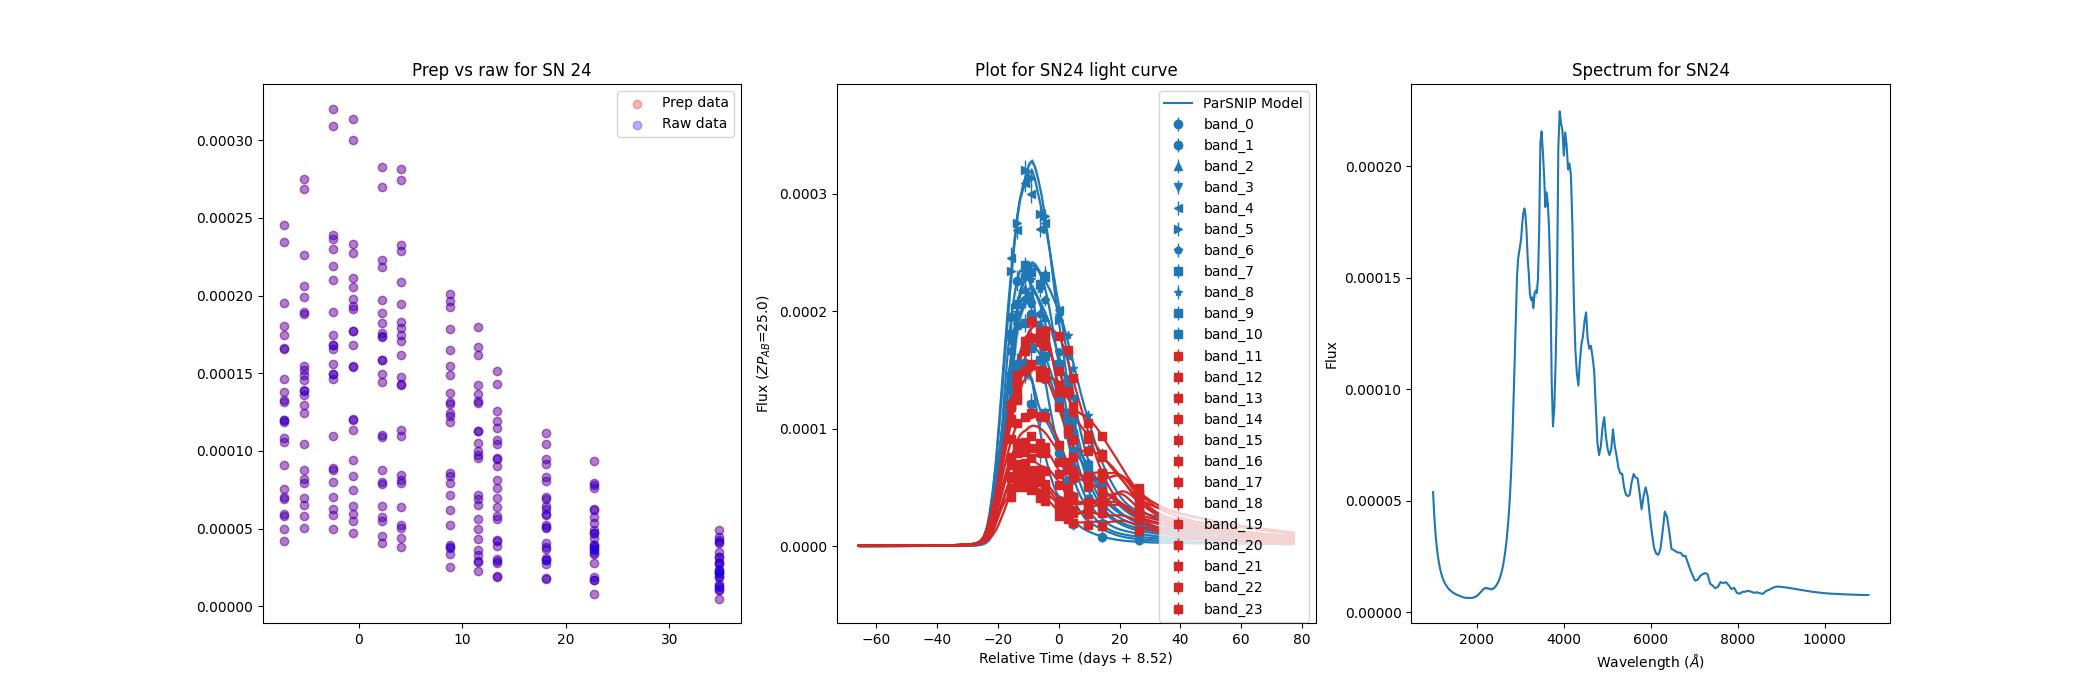 Prep vs raw for SN 24
0.00030
0.00025
0.00020
0.00015
0.00010
0.00005
0.00000
0
10
20
30
Prep data
Raw data
Plot for SN24 light curve
Flux (ZP_AB=25.0)
0.0003
0.0002
0.0001
0.0000
−60
−40
−20
0
20
40
60
80
Relative Time (days + 8.52)
ParSNIP Model
band_0
band_1
band_2
band_3
band_4
band_5
band_6
band_7
band_8
band_9
band_10
band_11
band_12
band_13
band_14
band_15
band_16
band_17
band_18
band_19
band_20
band_21
band_22
band_23
Spectrum for SN24
Flux
0.00020
0.00015
0.00010
0.00005
0.00000
2000
4000
6000
8000
10000
Wavelength (Å)